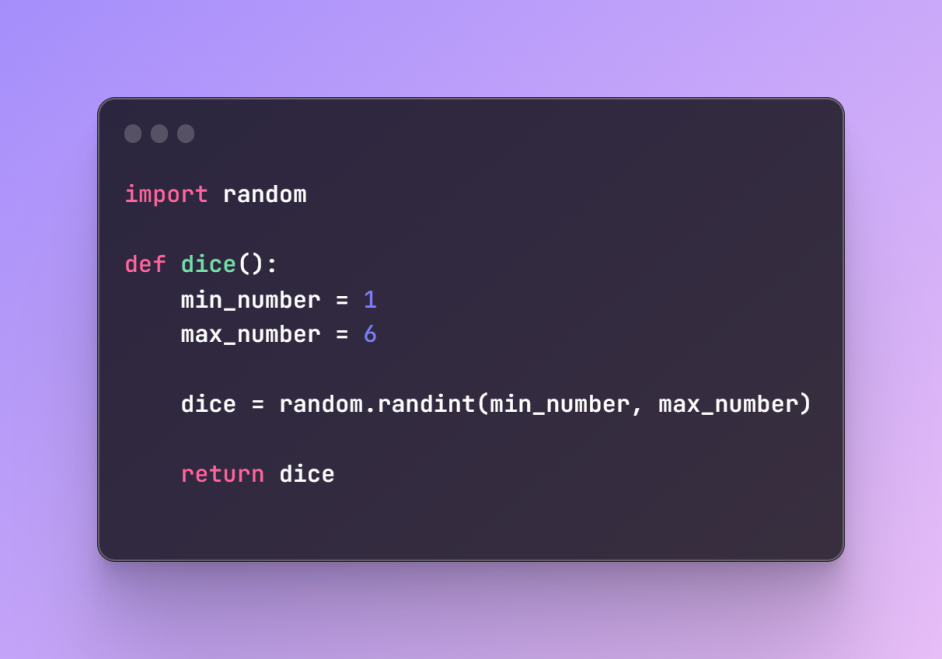 import random
def dice():
    min_number = 1
    max_number = 6
    dice = random.randint(min_number, max_number)
    return dice